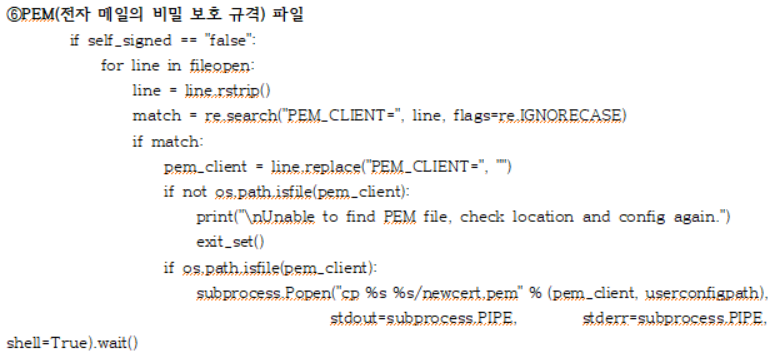 ⑥PEM(전자 메일의 비밀 보호 규격) 파일
if self_signed == "false":
for line in fileopen:
line = line.rstrip()
match = re.search("PEM_CLIENT=", line, flags=re.IGNORECASE)
if match:
pem_client = line.replace("PEM_CLIENT=", "")
if not os.path.isfile(pem_client):
print("\nUnable to find PEM file, check location and config again.")
exit_set()
if os.path.isfile(pem_client):
subprocess.Popen("cp %s %s/newcert.pem" % (pem_client, userconfigpath),
stdout=subprocess.PIPE, stderr=subprocess.PIPE,
shell=True).wait()